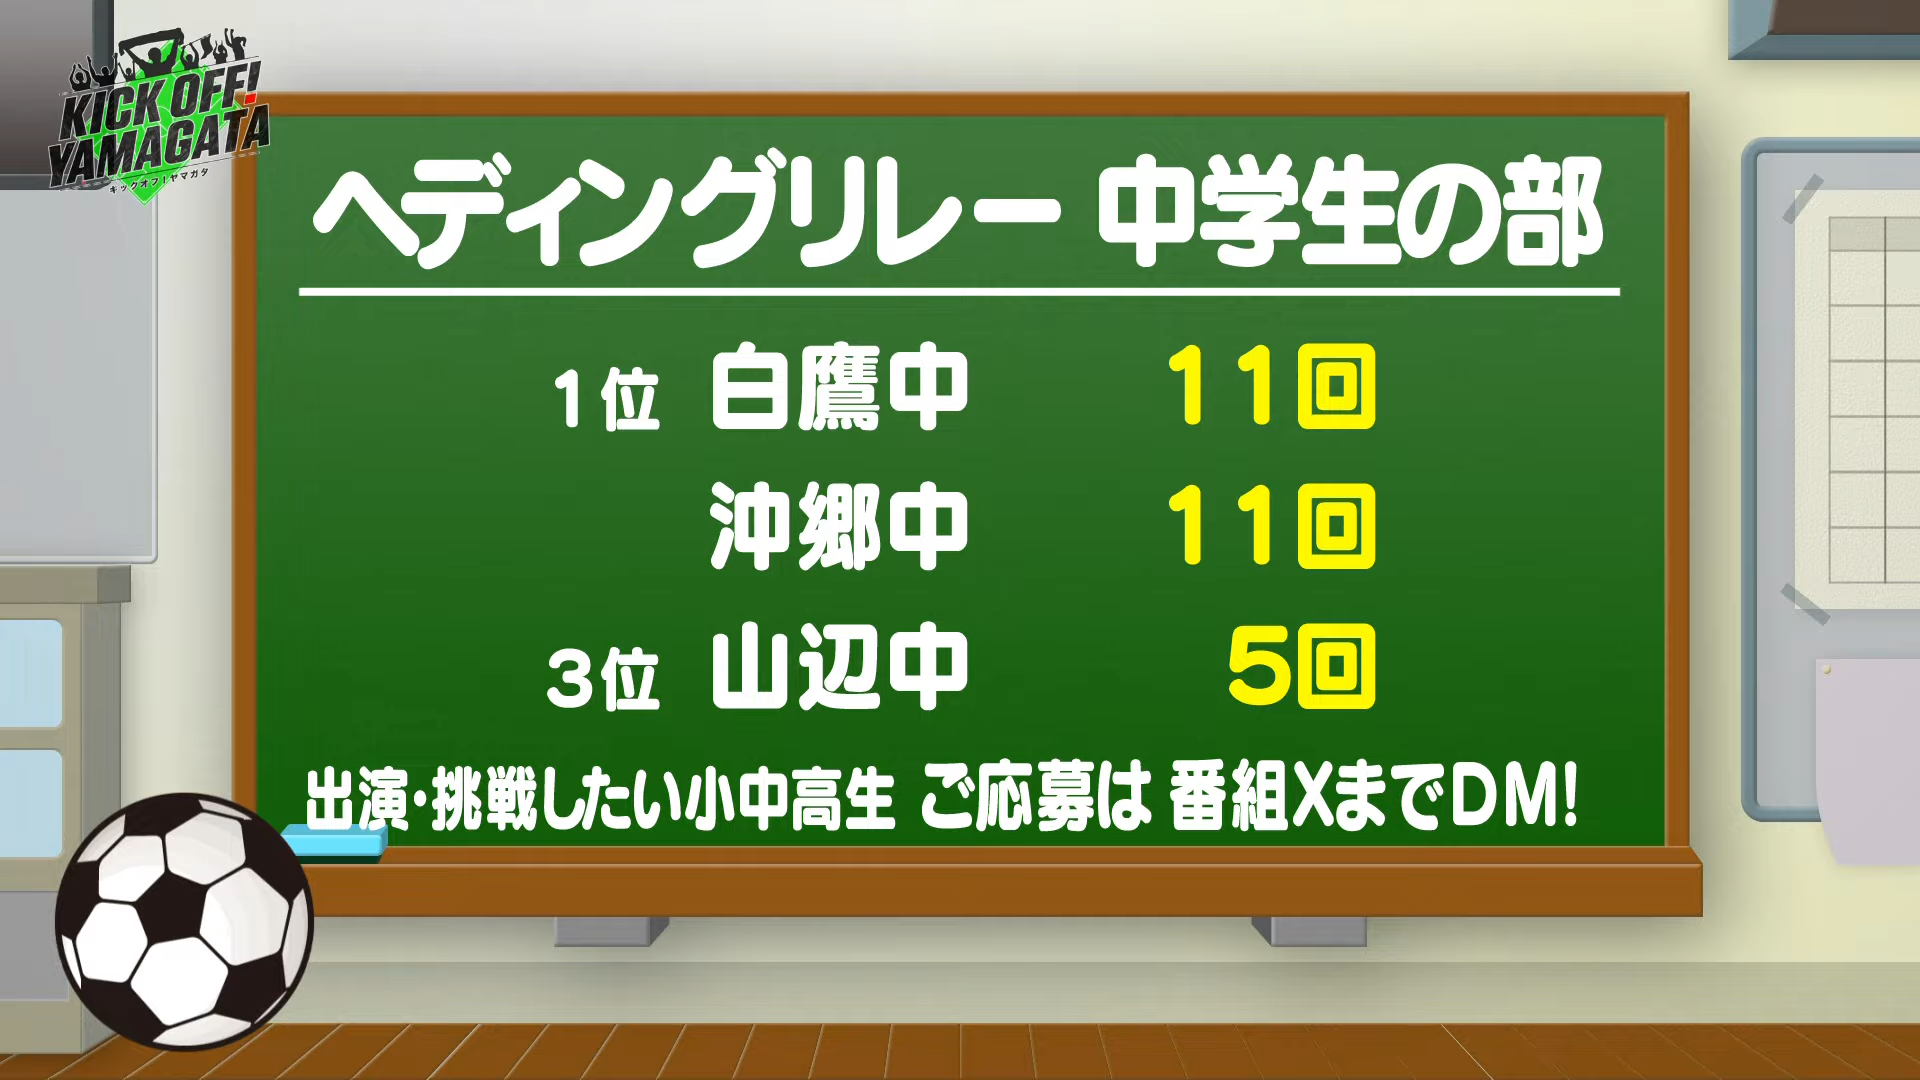 KICK OFF!
YAMAGATA
キックオフ!ヤマガタ
ヘディングリレー 中学生の部
1位 白鷹中 11回
沖郷中 11回
3位 山辺中 5回
出演・挑戦したい小中高生 ご応募は 番組XまでDM!